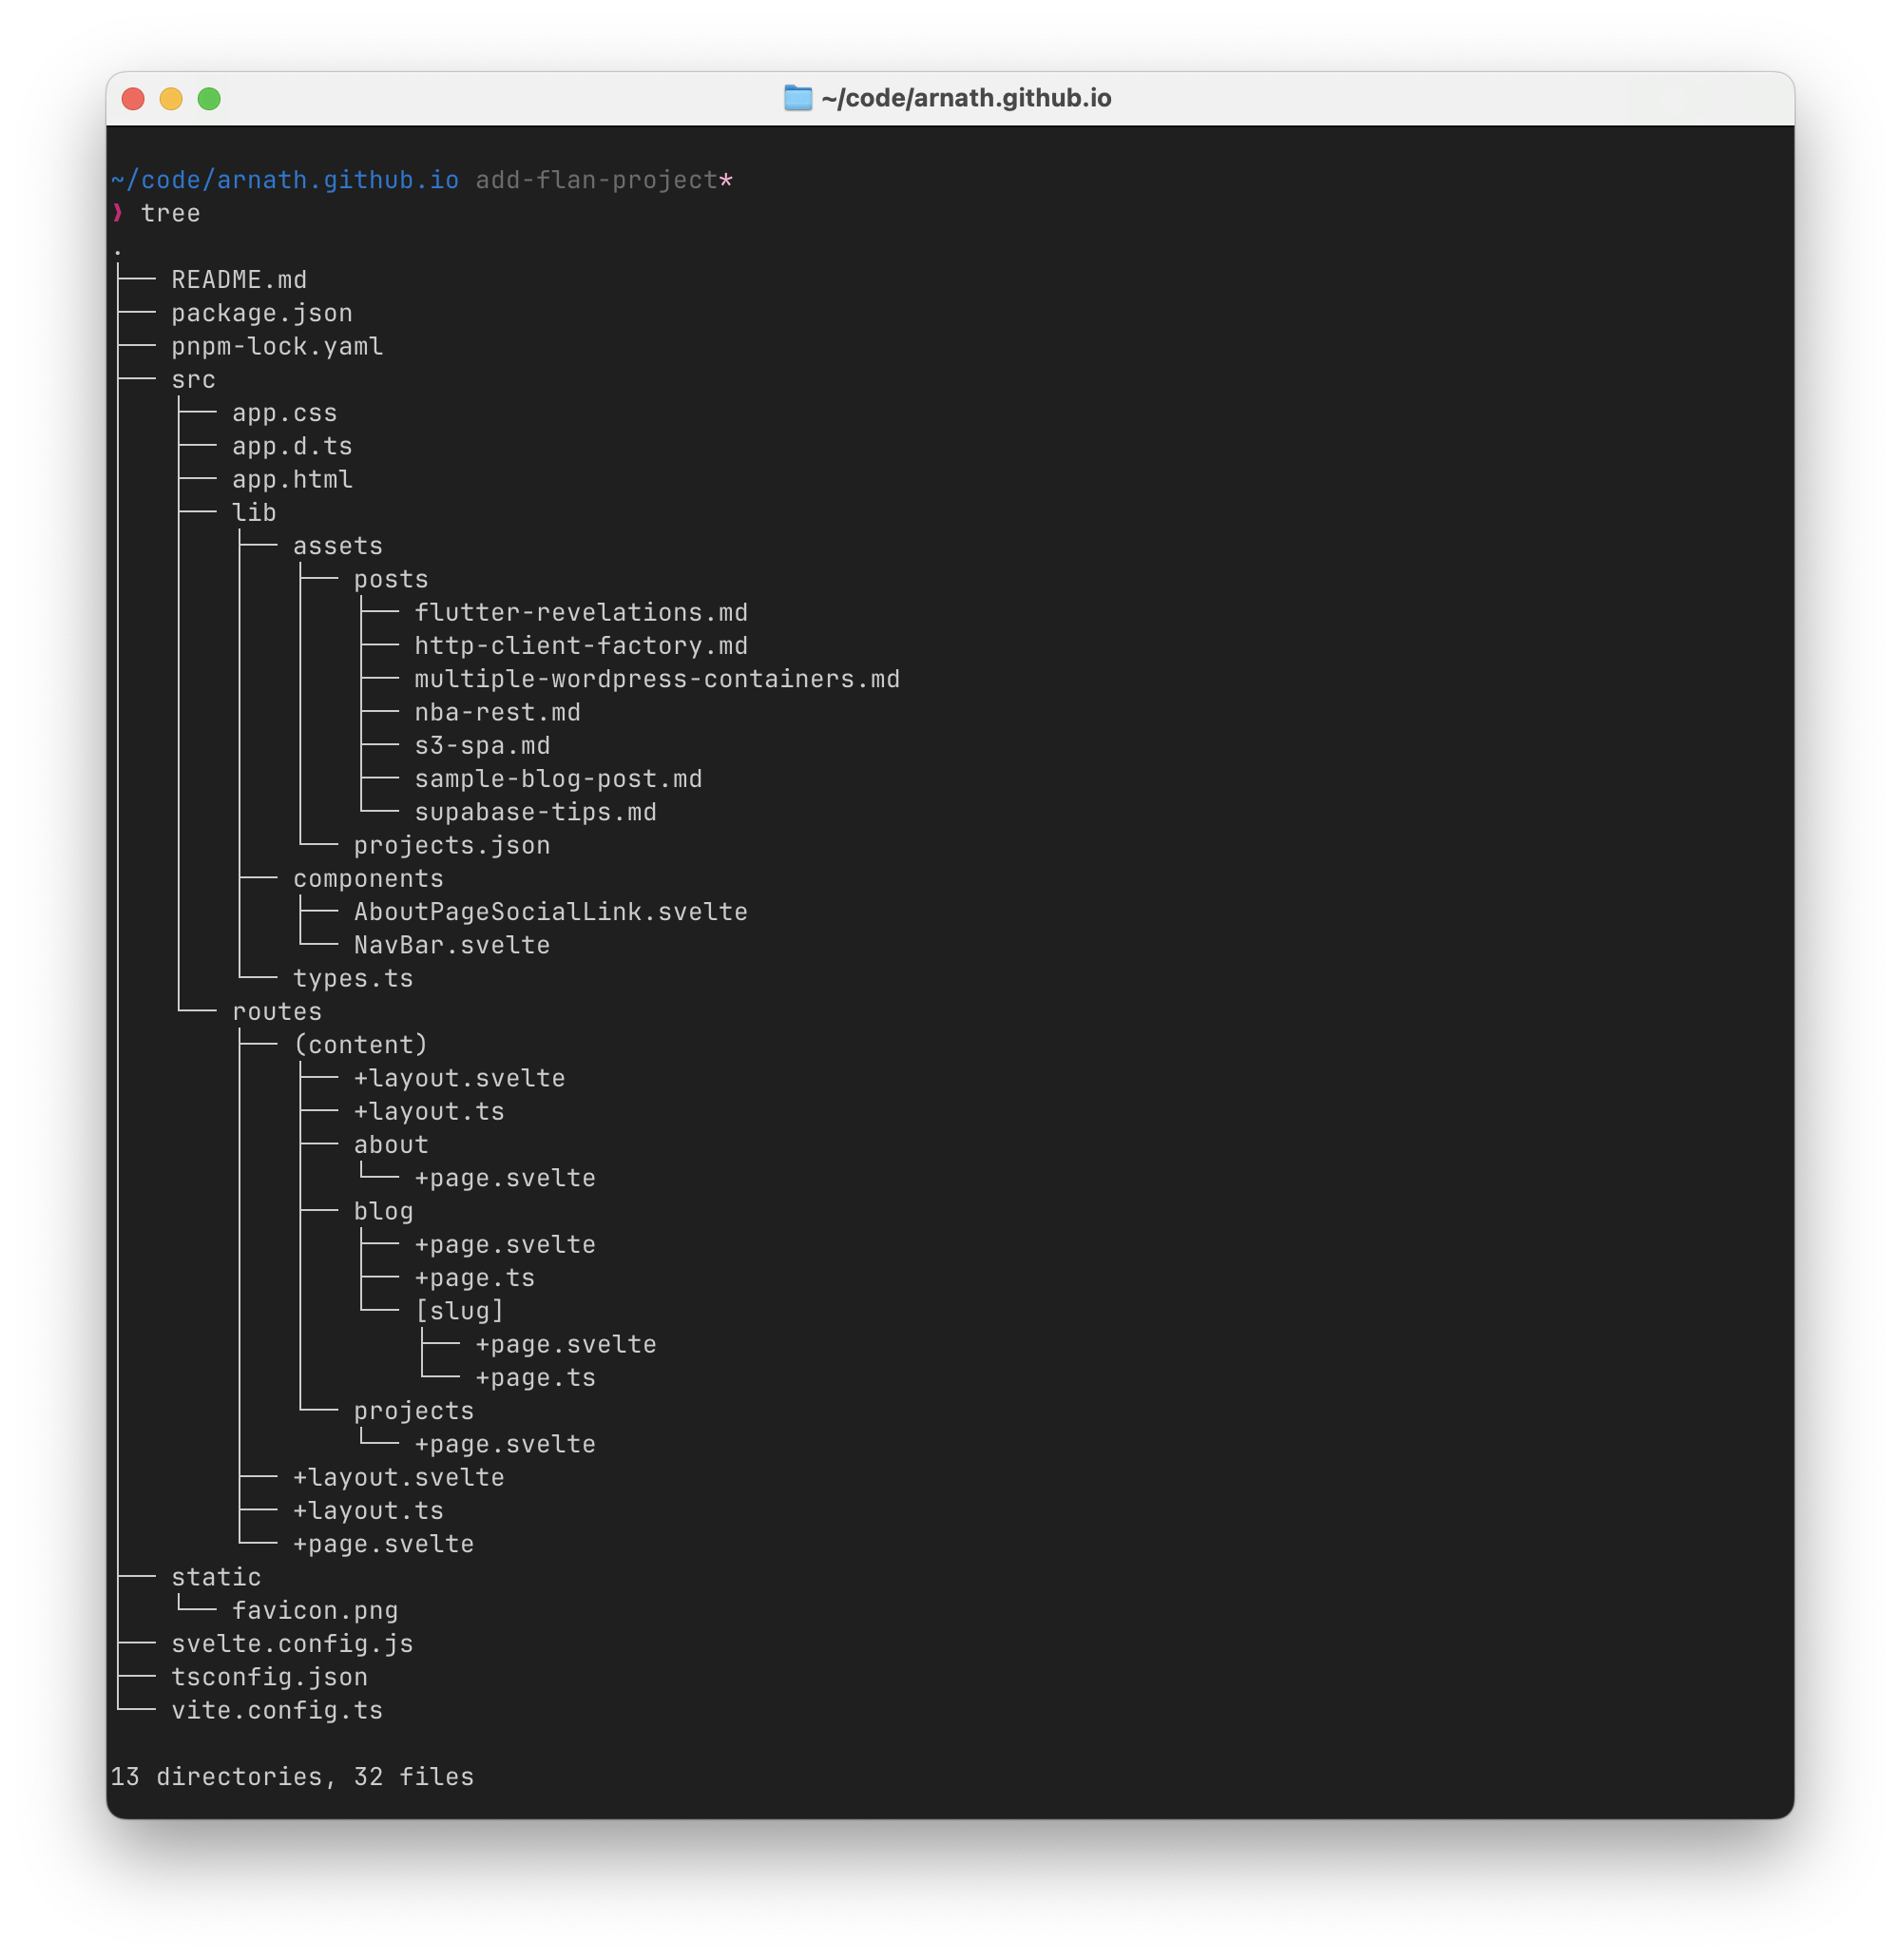 ~/code/arnath.github.io
~/code/arnath.github.io add-flan-project*
❯ tree
.
├── README.md
├── package.json
├── pnpm-lock.yaml
├── src
│   ├── app.css
│   ├── app.d.ts
│   ├── app.html
│   ├── lib
│   │   ├── assets
│   │   │   ├── posts
│   │   │   │   ├── flutter-revelations.md
│   │   │   │   ├── http-client-factory.md
│   │   │   │   ├── multiple-wordpress-containers.md
│   │   │   │   ├── nba-rest.md
│   │   │   │   ├── s3-spa.md
│   │   │   │   ├── sample-blog-post.md
│   │   │   │   └── supabase-tips.md
│   │   │   └── projects.json
│   │   ├── components
│   │   │   ├── AboutPageSocialLink.svelte
│   │   │   └── NavBar.svelte
│   │   └── types.ts
│   └── routes
│       ├── (content)
│       │   ├── +layout.svelte
│       │   ├── +layout.ts
│       │   ├── about
│       │   │   └── +page.svelte
│       │   ├── blog
│       │   │   ├── +page.svelte
│       │   │   ├── +page.ts
│       │   │   └── [slug]
│       │   │       ├── +page.svelte
│       │   │       └── +page.ts
│       │   └── projects
│       │       └── +page.svelte
│       ├── +layout.svelte
│       ├── +layout.ts
│       └── +page.svelte
├── static
│   └── favicon.png
├── svelte.config.js
├── tsconfig.json
└── vite.config.ts
13 directories, 32 files